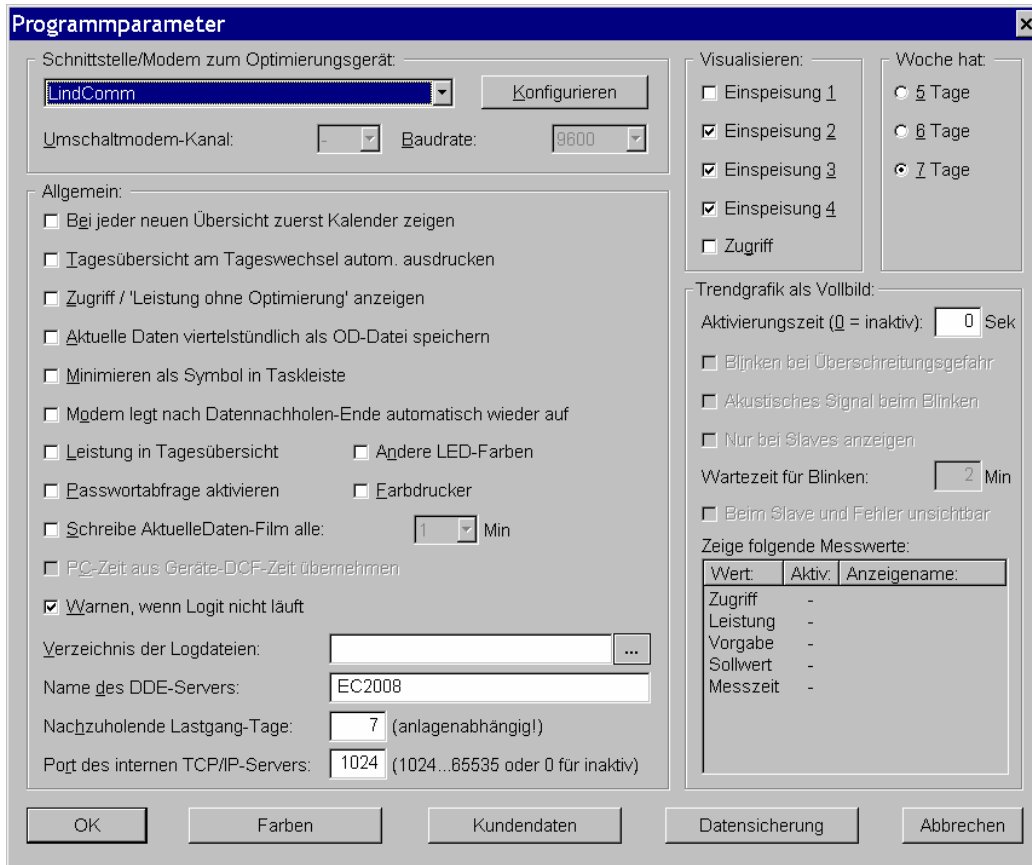 Programmparameter
Schnittstelle/Modem zum Optimierungsgerät:
LindComm
Konfigurieren
Umschaltmodem-Kanal: - Baudrate: 9600
Allgemein:
Bei jeder neuen Übersicht zuerst Kalender zeigen
Tagesübersicht am Tageswechsel autom. ausdrucken
Zugriff / 'Leistung ohne Optimierung' anzeigen
Aktuelle Daten viertelstündlich als OD-Datei speichern
Minimieren als Symbol in Taskleiste
Modem legt nach Datennachholen-Ende automatisch wieder auf
Leistung in Tagesübersicht Andere LED-Farben
Passwortabfrage aktivieren Farbdrucker
Schreibe AktuelleDaten-Film alle: 1 Min
PC-Zeit aus Geräte-DCF-Zeit übernehmen
Warnen, wenn Logit nicht läuft
Verzeichnis der Logdateien: ...
Name des DDE-Servers: EC2008
Nachzuholende Lastgang-Tage: 7 (anlagenabhängig!)
Port des internen TCP/IP-Servers: 1024 (1024...65535 oder 0 für inaktiv)
Visualisieren:
Einspeisung 1
Einspeisung 2
Einspeisung 3
Einspeisung 4
Zugriff
Woche hat:
5 Tage
6 Tage
7 Tage
Trendgrafik als Vollbild:
Aktivierungszeit (0 = inaktiv): 0 Sek
Blinken bei Überschreitungsgefahr
Akustisches Signal beim Blinken
Nur bei Slaves anzeigen
Wartezeit für Blinken: 2 Min
Beim Slave und Fehler unsichtbar
Zeige folgende Messwerte:
Wert: Aktiv: Anzeigename:
Zugriff -
Leistung -
Vorgabe -
Sollwert -
Messzeit -
OK Farben Kundendaten Datensicherung Abbrechen